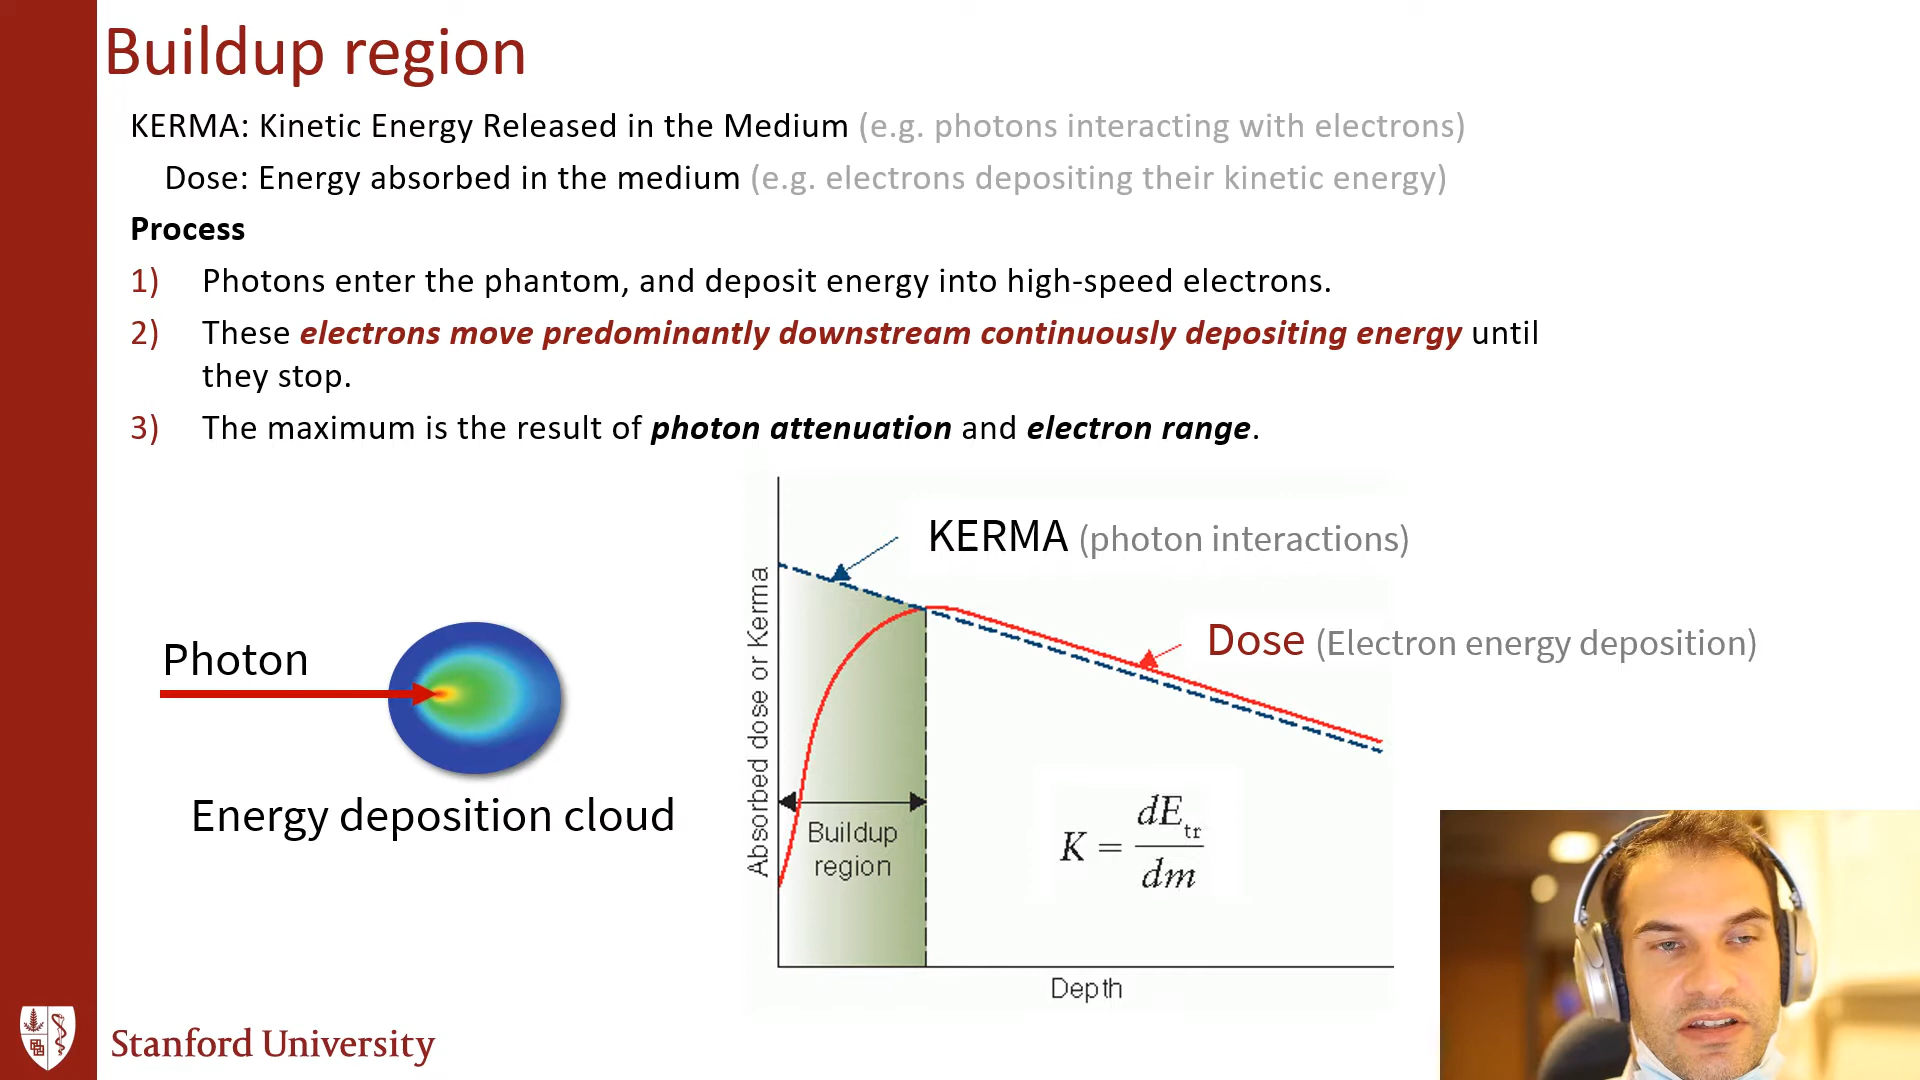 Buildup region
KERMA: Kinetic Energy Released in the Medium (e.g. photons interacting with electrons)
Dose: Energy absorbed in the medium (e.g. electrons depositing their kinetic energy)
Process
1) Photons enter the phantom, and deposit energy into high-speed electrons.
2) These electrons move predominantly downstream continuously depositing energy until
they stop.
3) The maximum is the result of photon attenuation and electron range.
Photon
Energy deposition cloud
Absorbed dose or Kerma
KERMA (photon interactions)
Dose (Electron energy deposition)
Buildup
region
K = dE_tr / dm
Depth
Stanford University